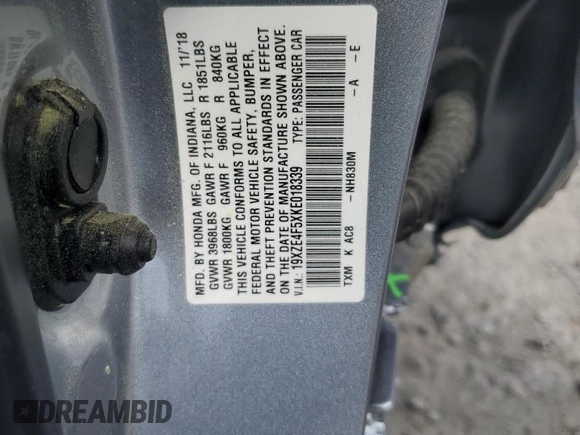 MFD. BY HONDA MFG. OF INDIANA, LLC 11/'18
GVWR 3968LBS GAWR F 2116LBS R 1851LBS
GVWR 1800KG GAWR F 960KG R 840KG
THIS VEHICLE CONFORMS TO ALL APPLICABLE
FEDERAL MOTOR VEHICLE SAFETY, BUMPER,
AND THEFT PREVENTION STANDARDS IN EFFECT
ON THE DATE OF MANUFACTURE SHOWN ABOVE.
V.I.N.: 19XZE4F5XKE018339 TYPE: PASSENGER CAR
TXM K AC8 –NH830M –A –E
DREAMBID